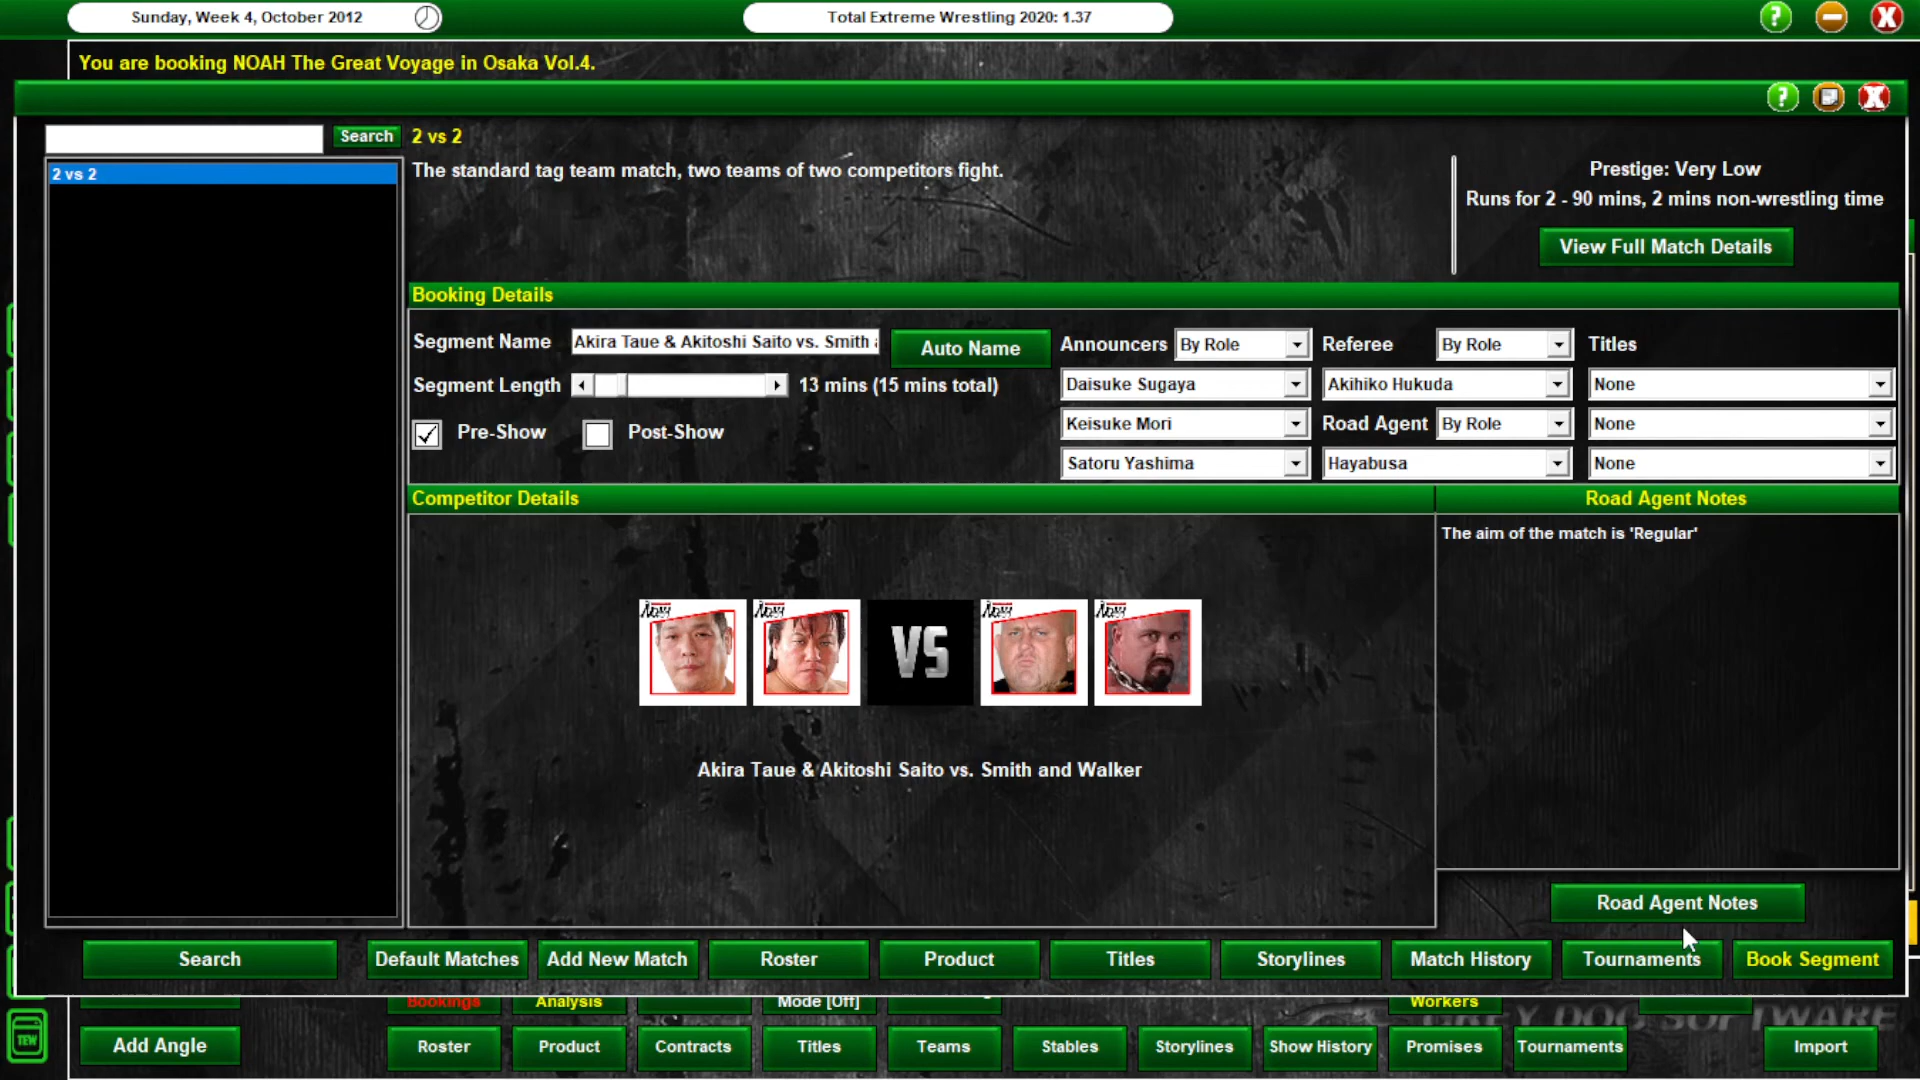 Sunday, Week 4, October 2012
Total Extreme Wrestling 2020: 1.37
You are booking NOAH The Great Voyage in Osaka Vol.4.
Search
2 vs 2
2 vs 2
The standard tag team match, two teams of two competitors fight.
Prestige: Very Low
Runs for 2 - 90 mins, 2 mins non-wrestling time
View Full Match Details
Booking Details
Segment Name
Akira Taue & Akitoshi Saito vs. Smith
Auto Name
Announcers
By Role
Referee
By Role
Titles
Segment Length
13 mins (15 mins total)
Daisuke Sugaya
Akihiko Hukuda
None
Pre-Show
Post-Show
Keisuke Mori
Road Agent
By Role
None
Satoru Yashima
Hayabusa
None
Competitor Details
Road Agent Notes
The aim of the match is 'Regular'
VS
Akira Taue & Akitoshi Saito vs. Smith and Walker
Road Agent Notes
Search
Default Matches
Add New Match
Roster
Product
Titles
Storylines
Match History
Tournaments
Book Segment
Bookings
Analysis
Mode [Off]
Workers
GREY DOG SOFTWARE
TEW
Add Angle
Roster
Product
Contracts
Titles
Teams
Stables
Storylines
Show History
Promises
Tournaments
Import